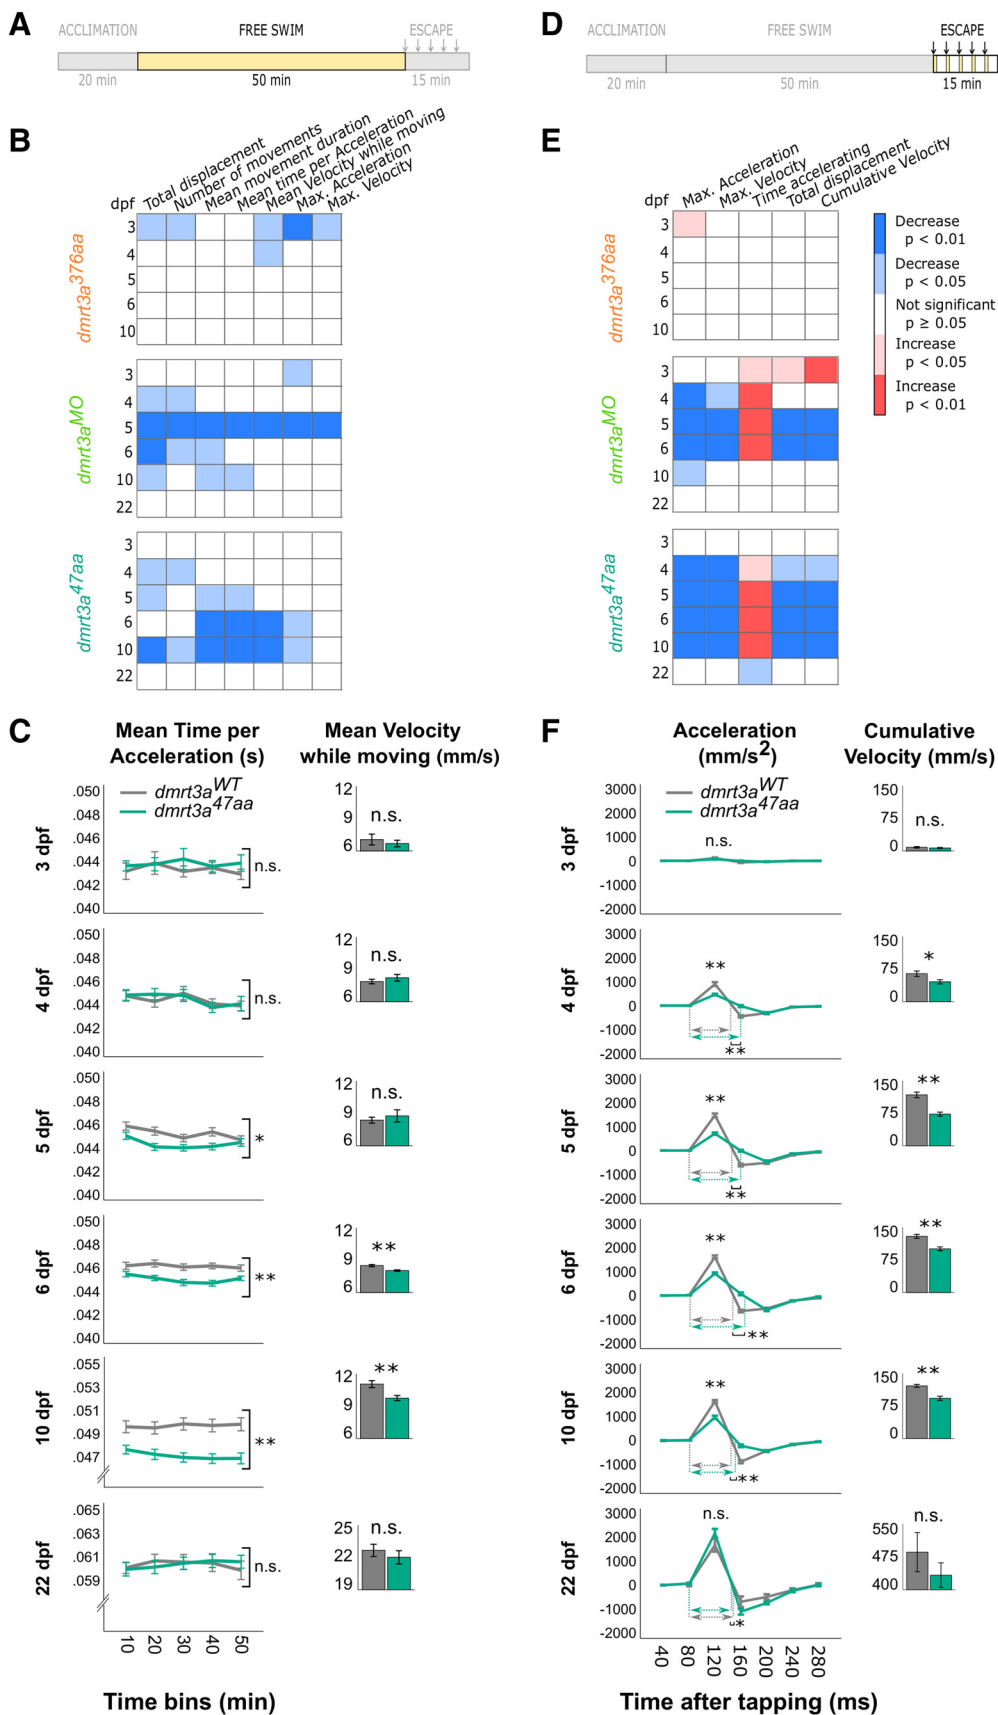 A
ACCLIMATION FREE SWIM ESCAPE
20 min 50 min 15 min
B
Total displacement
Number of movements
Mean movement duration
Mean time per Acceleration
Mean Velocity while moving
Max. Acceleration
Max. Velocity
dpf
dmrt3a376aa
3
4
5
6
10
dmrt3aMO
3
4
5
6
10
22
dmrt3a47aa
3
4
5
6
10
22
C
Mean Time per
Acceleration (s)
Mean Velocity
while moving (mm/s)
dmrt3aWT
dmrt3a47aa
3 dpf
.050
.048
.046
.044
.042
.040
n.s.
12
9
6
n.s.
4 dpf
.050
.048
.046
.044
.042
.040
n.s.
12
9
6
n.s.
5 dpf
.050
.048
.046
.044
.042
.040
*
12
9
6
n.s.
6 dpf
.050
.048
.046
.044
.042
.040
**
12
9
6
**
10 dpf
.055
.053
.051
.049
.047
**
12
9
6
**
22 dpf
.065
.063
.061
.059
n.s.
25
22
19
n.s.
10 20 30 40 50
Time bins (min)
D
ACCLIMATION FREE SWIM ESCAPE
20 min 50 min 15 min
E
Max. Acceleration
Max. Velocity
Time accelerating
Total displacement
Cumulative Velocity
dpf
dmrt3a376aa
3
4
5
6
10
dmrt3aMO
3
4
5
6
10
22
dmrt3a47aa
3
4
5
6
10
22
Decrease
p < 0.01
Decrease
p < 0.05
Not significant
p ≥ 0.05
Increase
p < 0.05
Increase
p < 0.01
F
Acceleration
(mm/s2)
Cumulative
Velocity (mm/s)
dmrt3aWT
dmrt3a47aa
3 dpf
3000
2000
1000
0
-1000
-2000
n.s.
150
75
0
n.s.
4 dpf
3000
2000
1000
0
-1000
-2000
**
**
150
75
0
*
5 dpf
3000
2000
1000
0
-1000
-2000
**
**
150
75
0
**
6 dpf
3000
2000
1000
0
-1000
-2000
**
**
150
75
0
**
10 dpf
3000
2000
1000
0
-1000
-2000
**
**
150
75
0
**
22 dpf
3000
2000
1000
0
-1000
-2000
n.s.
*
550
475
400
n.s.
40 80 120 160 200 240 280
Time after tapping (ms)